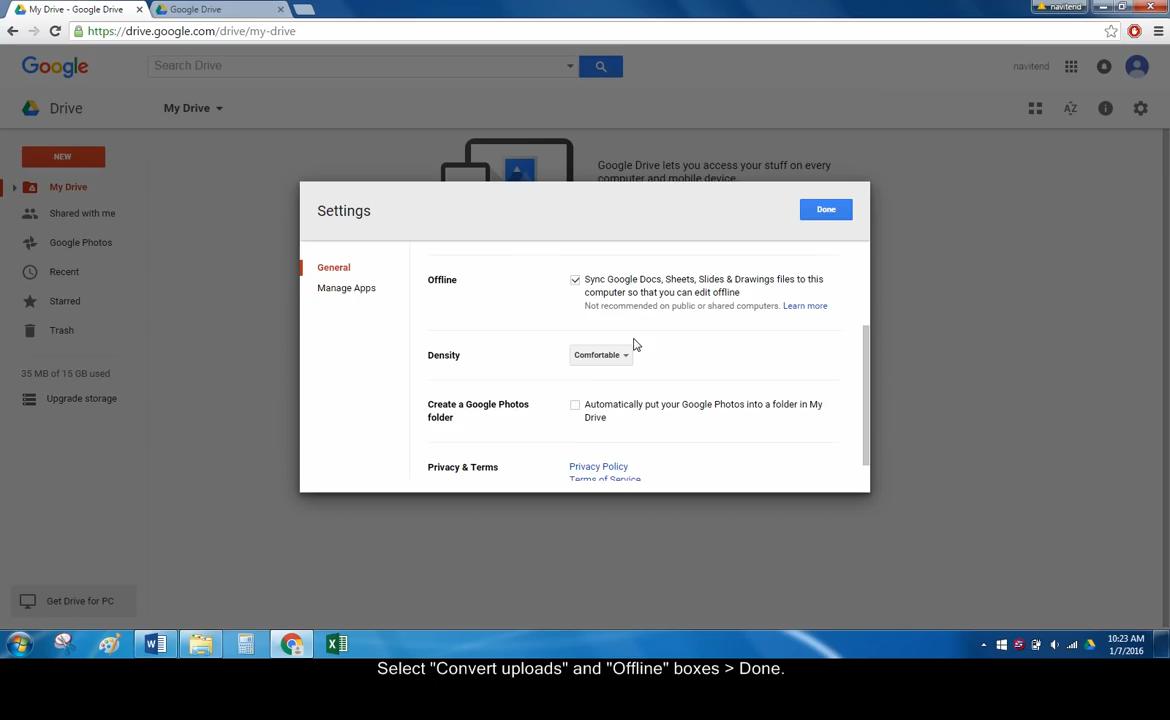 My Drive - Google Drive
Google Drive
navitend
https://drive.google.com/drive/my-drive
Google
Search Drive
navitend
Drive
My Drive
AZ
NEW
My Drive
Shared with me
Google Photos
Recent
Starred
Trash
35 MB of 15 GB used
Upgrade storage
Get Drive for PC
Google Drive lets you access your stuff on every
computer and mobile device.
Settings
Done
General
Manage Apps
Offline
Sync Google Docs, Sheets, Slides & Drawings files to this
computer so that you can edit offline
Not recommended on public or shared computers. Learn more
Density
Comfortable
Create a Google Photos
folder
Automatically put your Google Photos into a folder in My
Drive
Privacy & Terms
Privacy Policy
Terms of Service
10:23 AM
1/7/2016
Select "Convert uploads" and "Offline" boxes > Done.